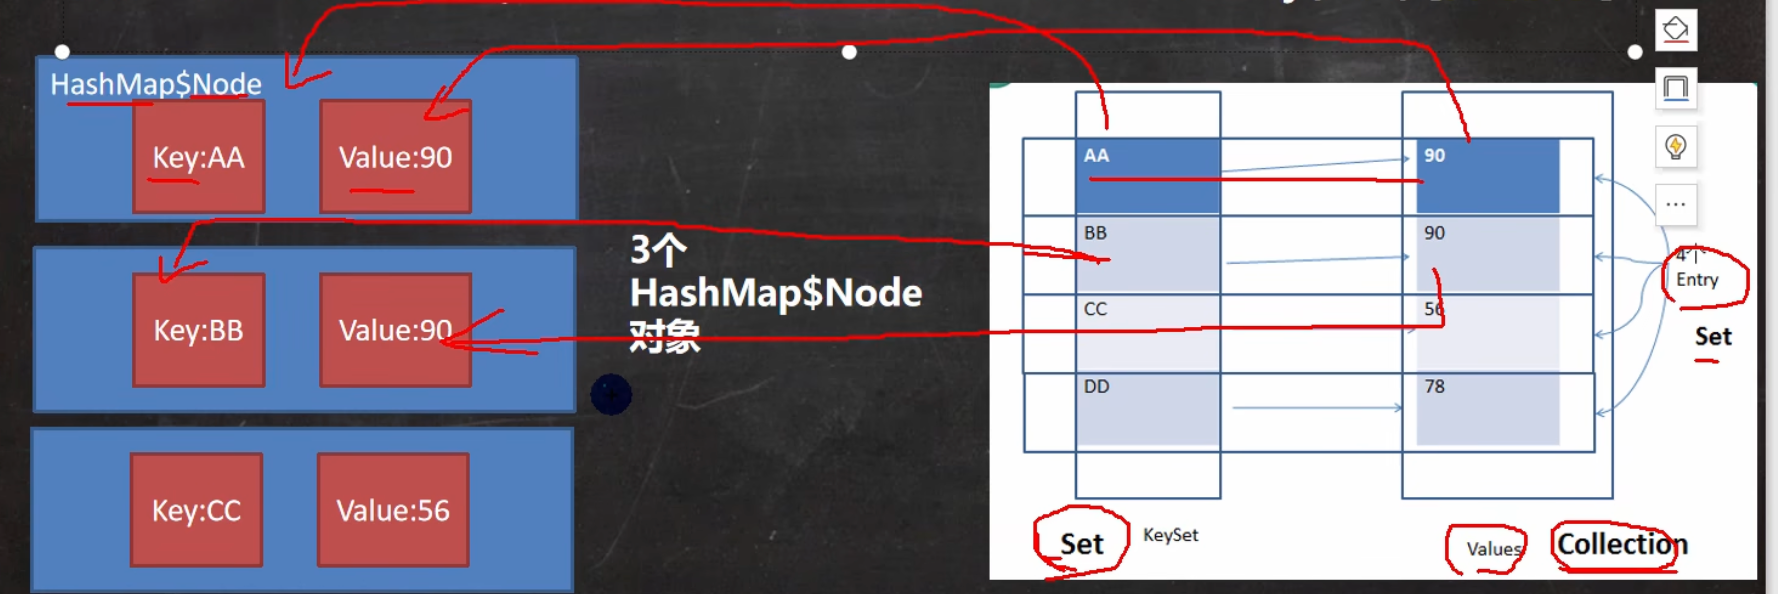 HashMap$Node
Key:AA
Value:90
Key:BB
Value:90
Key:CC
Value:56
3个
HashMap$Node
对象
AA
90
BB
90
CC
56
DD
78
4个
Entry
Set
Set
KeySet
Values
Collection